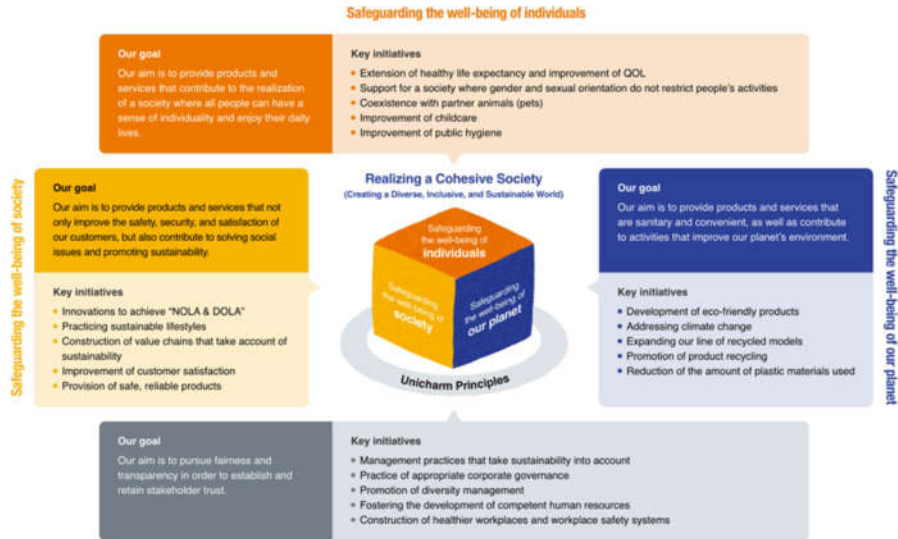 Safeguarding the well-being of individuals
Our goal
Our aim is to provide products and
services that contribute to the realization
of a society where all people can have a
sense of individuality and enjoy their daily
lives.
Key initiatives
Extension of healthy life expectancy and improvement of QOL
Support for a society where gender and sexual orientation do not restrict people's activities
Coexistence with partner animals (pets)
Improvement of childcare
Improvement of public hygiene
Safeguarding the well-being of society
Our goal
Our aim is to provide products and services that not
only improve the safety, security, and satisfaction of
our customers, but also contribute to solving social
issues and promoting sustainability.
Key initiatives
Innovations to achieve "NOLA & DOLA"
Practicing sustainable lifestyles
Construction of value chains that take account of
sustainability
Improvement of customer satisfaction
Provision of safe, reliable products
Realizing a Cohesive Society
(Creating a Diverse, Inclusive, and Sustainable World)
Safeguarding
the well-being of
individuals
Safeguarding
the well-being of
society
Safeguarding
the well-being of
our planet
Unicharm Principles
Our goal
Our aim is to provide products and services that
are sanitary and convenient, as well as contribute
to activities that improve our planet's environment.
Key initiatives
Development of eco-friendly products
Addressing climate change
Expanding our line of recycled models
Promotion of product recycling
Reduction of the amount of plastic materials used
Safeguarding the well-being of our planet
Our goal
Our aim is to pursue fairness and
transparency in order to establish and
retain stakeholder trust.
Key initiatives
Management practices that take sustainability into account
Practice of appropriate corporate governance
Promotion of diversity management
Fostering the development of competent human resources
Construction of healthier workplaces and workplace safety systems